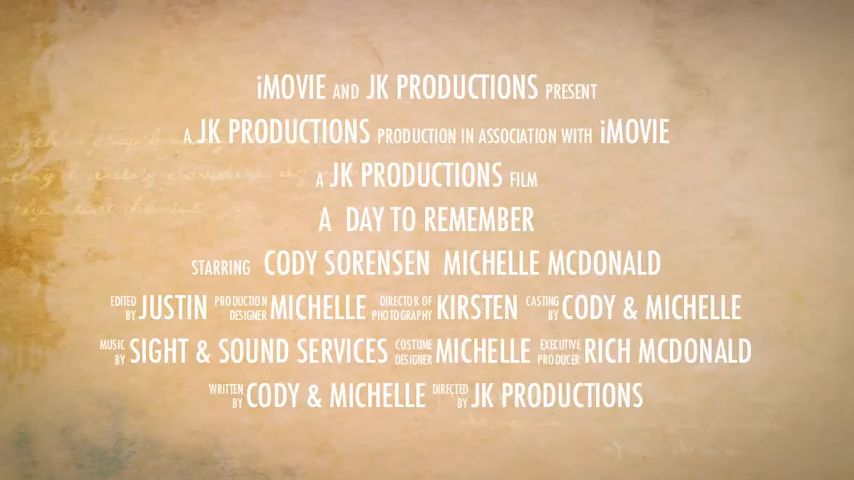 iMOVIE AND JK PRODUCTIONS PRESENT
A JK PRODUCTIONS PRODUCTION IN ASSOCIATION WITH iMOVIE
A JK PRODUCTIONS FILM
A DAY TO REMEMBER
STARRING CODY SORENSEN MICHELLE MCDONALD
EDITED BY JUSTIN PRODUCTION DESIGNER MICHELLE DIRECTOR OF PHOTOGRAPHY KIRSTEN CASTING BY CODY & MICHELLE
MUSIC BY SIGHT & SOUND SERVICES COSTUME DESIGNER MICHELLE EXECUTIVE PRODUCER RICH MCDONALD
WRITTEN BY CODY & MICHELLE DIRECTED BY JK PRODUCTIONS